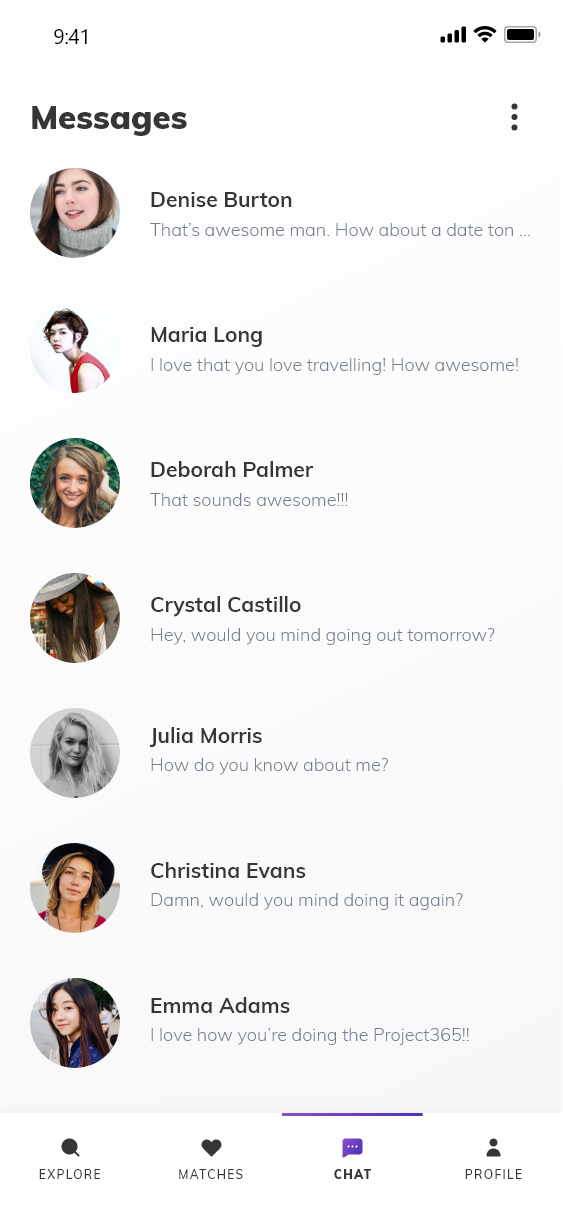 9:41
Messages
Denise Burton
That's awesome man. How about a date ton ...
Maria Long
I love that you love travelling! How awesome!
Deborah Palmer
That sounds awesome!!!
Crystal Castillo
Hey, would you mind going out tomorrow?
Julia Morris
How do you know about me?
Christina Evans
Damn, would you mind doing it again?
Emma Adams
I love how you're doing the Project365!!
EXPLORE MATCHES CHAT PROFILE